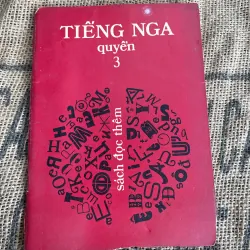 TIẾNG NGA
quyển
3
sách đọc thêm